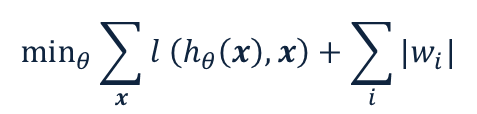 min_θ ∑_x l (h_θ(x), x) + ∑_i |w_i|